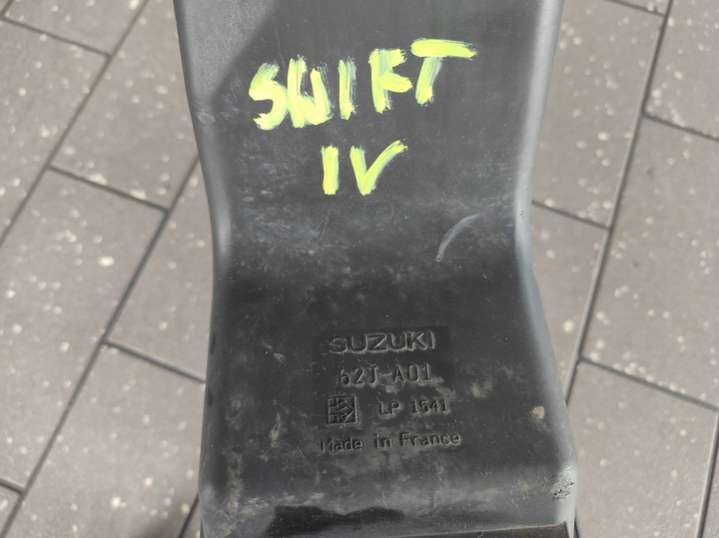 SWIFT
IV
SUZUKI
62J-A01
LP 1541
Made in France